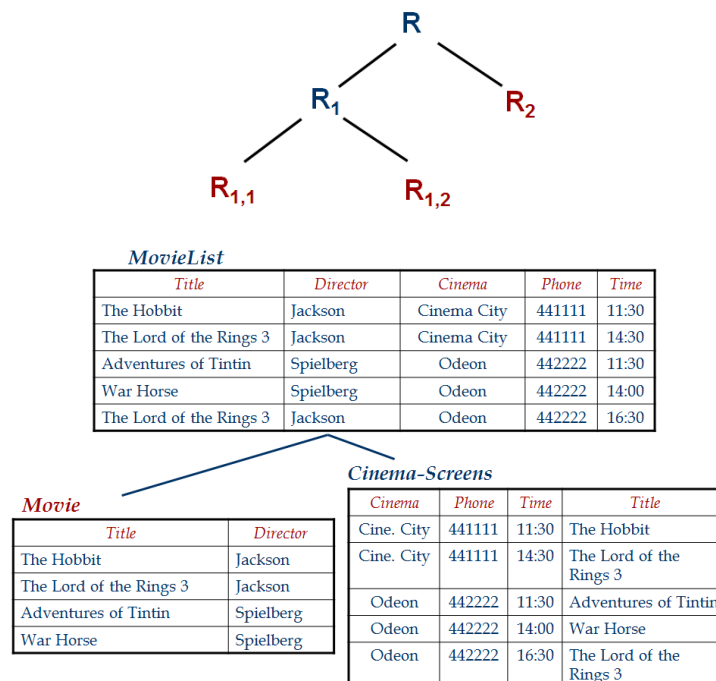 R
R1
R2
R1,1
R1,2
MovieList
Title Director Cinema Phone Time
The Hobbit Jackson Cinema City 441111 11:30
The Lord of the Rings 3 Jackson Cinema City 441111 14:30
Adventures of Tintin Spielberg Odeon 442222 11:30
War Horse Spielberg Odeon 442222 14:00
The Lord of the Rings 3 Jackson Odeon 442222 16:30
Movie
Title Director
The Hobbit Jackson
The Lord of the Rings 3 Jackson
Adventures of Tintin Spielberg
War Horse Spielberg
Cinema-Screens
Cinema Phone Time Title
Cine. City 441111 11:30 The Hobbit
Cine. City 441111 14:30 The Lord of the
Rings 3
Odeon 442222 11:30 Adventures of Tintin
Odeon 442222 14:00 War Horse
Odeon 442222 16:30 The Lord of the
Rings 3